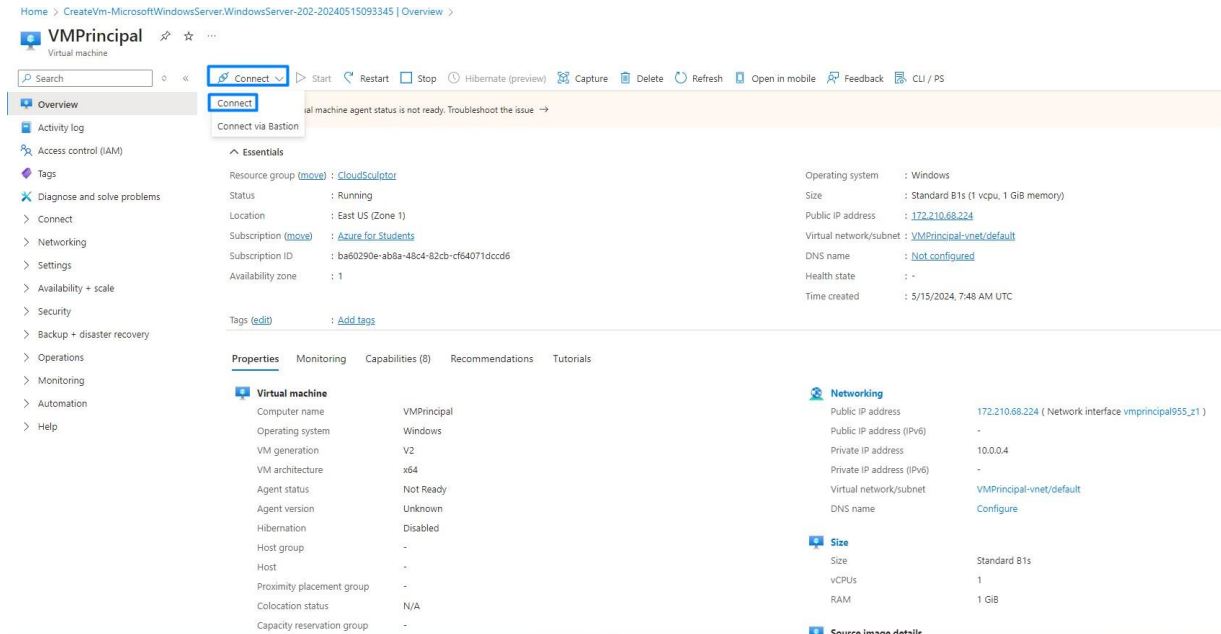 Home > CreateVm-MicrosoftWindowsServer.WindowsServer-202-20240515093345 | Overview >
VMPrincipal
Virtual machine
Search
Connect Start Restart Stop Hibernate (preview) Capture Delete Refresh Open in mobile Feedback CLI / PS
Connect
Connect via Bastion
ual machine agent status is not ready. Troubleshoot the issue →
Overview
Activity log
Access control (IAM)
Tags
Diagnose and solve problems
Connect
Networking
Settings
Availability + scale
Security
Backup + disaster recovery
Operations
Monitoring
Automation
Help
Essentials
Resource group (move) : CloudSculptor
Status : Running
Location : East US (Zone 1)
Subscription (move) : Azure for Students
Subscription ID : ba60290e-ab8a-48c4-82cb-cf64071dccd6
Availability zone : 1
Operating system : Windows
Size : Standard B1s (1 vcpu, 1 GiB memory)
Public IP address : 172.210.68.224
Virtual network/subnet : VMPrincipal-vnet/default
DNS name : Not configured
Health state : -
Time created : 5/15/2024, 7:48 AM UTC
Tags (edit) : Add tags
Properties Monitoring Capabilities (8) Recommendations Tutorials
Virtual machine
Computer name VMPrincipal
Operating system Windows
VM generation V2
VM architecture x64
Agent status Not Ready
Agent version Unknown
Hibernation Disabled
Host group -
Host -
Proximity placement group -
Colocation status N/A
Capacity reservation group -
Networking
Public IP address 172.210.68.224 ( Network interface vmprincipal955_z1 )
Public IP address (IPv6) -
Private IP address 10.0.0.4
Private IP address (IPv6) -
Virtual network/subnet VMPrincipal-vnet/default
DNS name Configure
Size
Size Standard B1s
vCPUs 1
RAM 1 GiB
Source image details